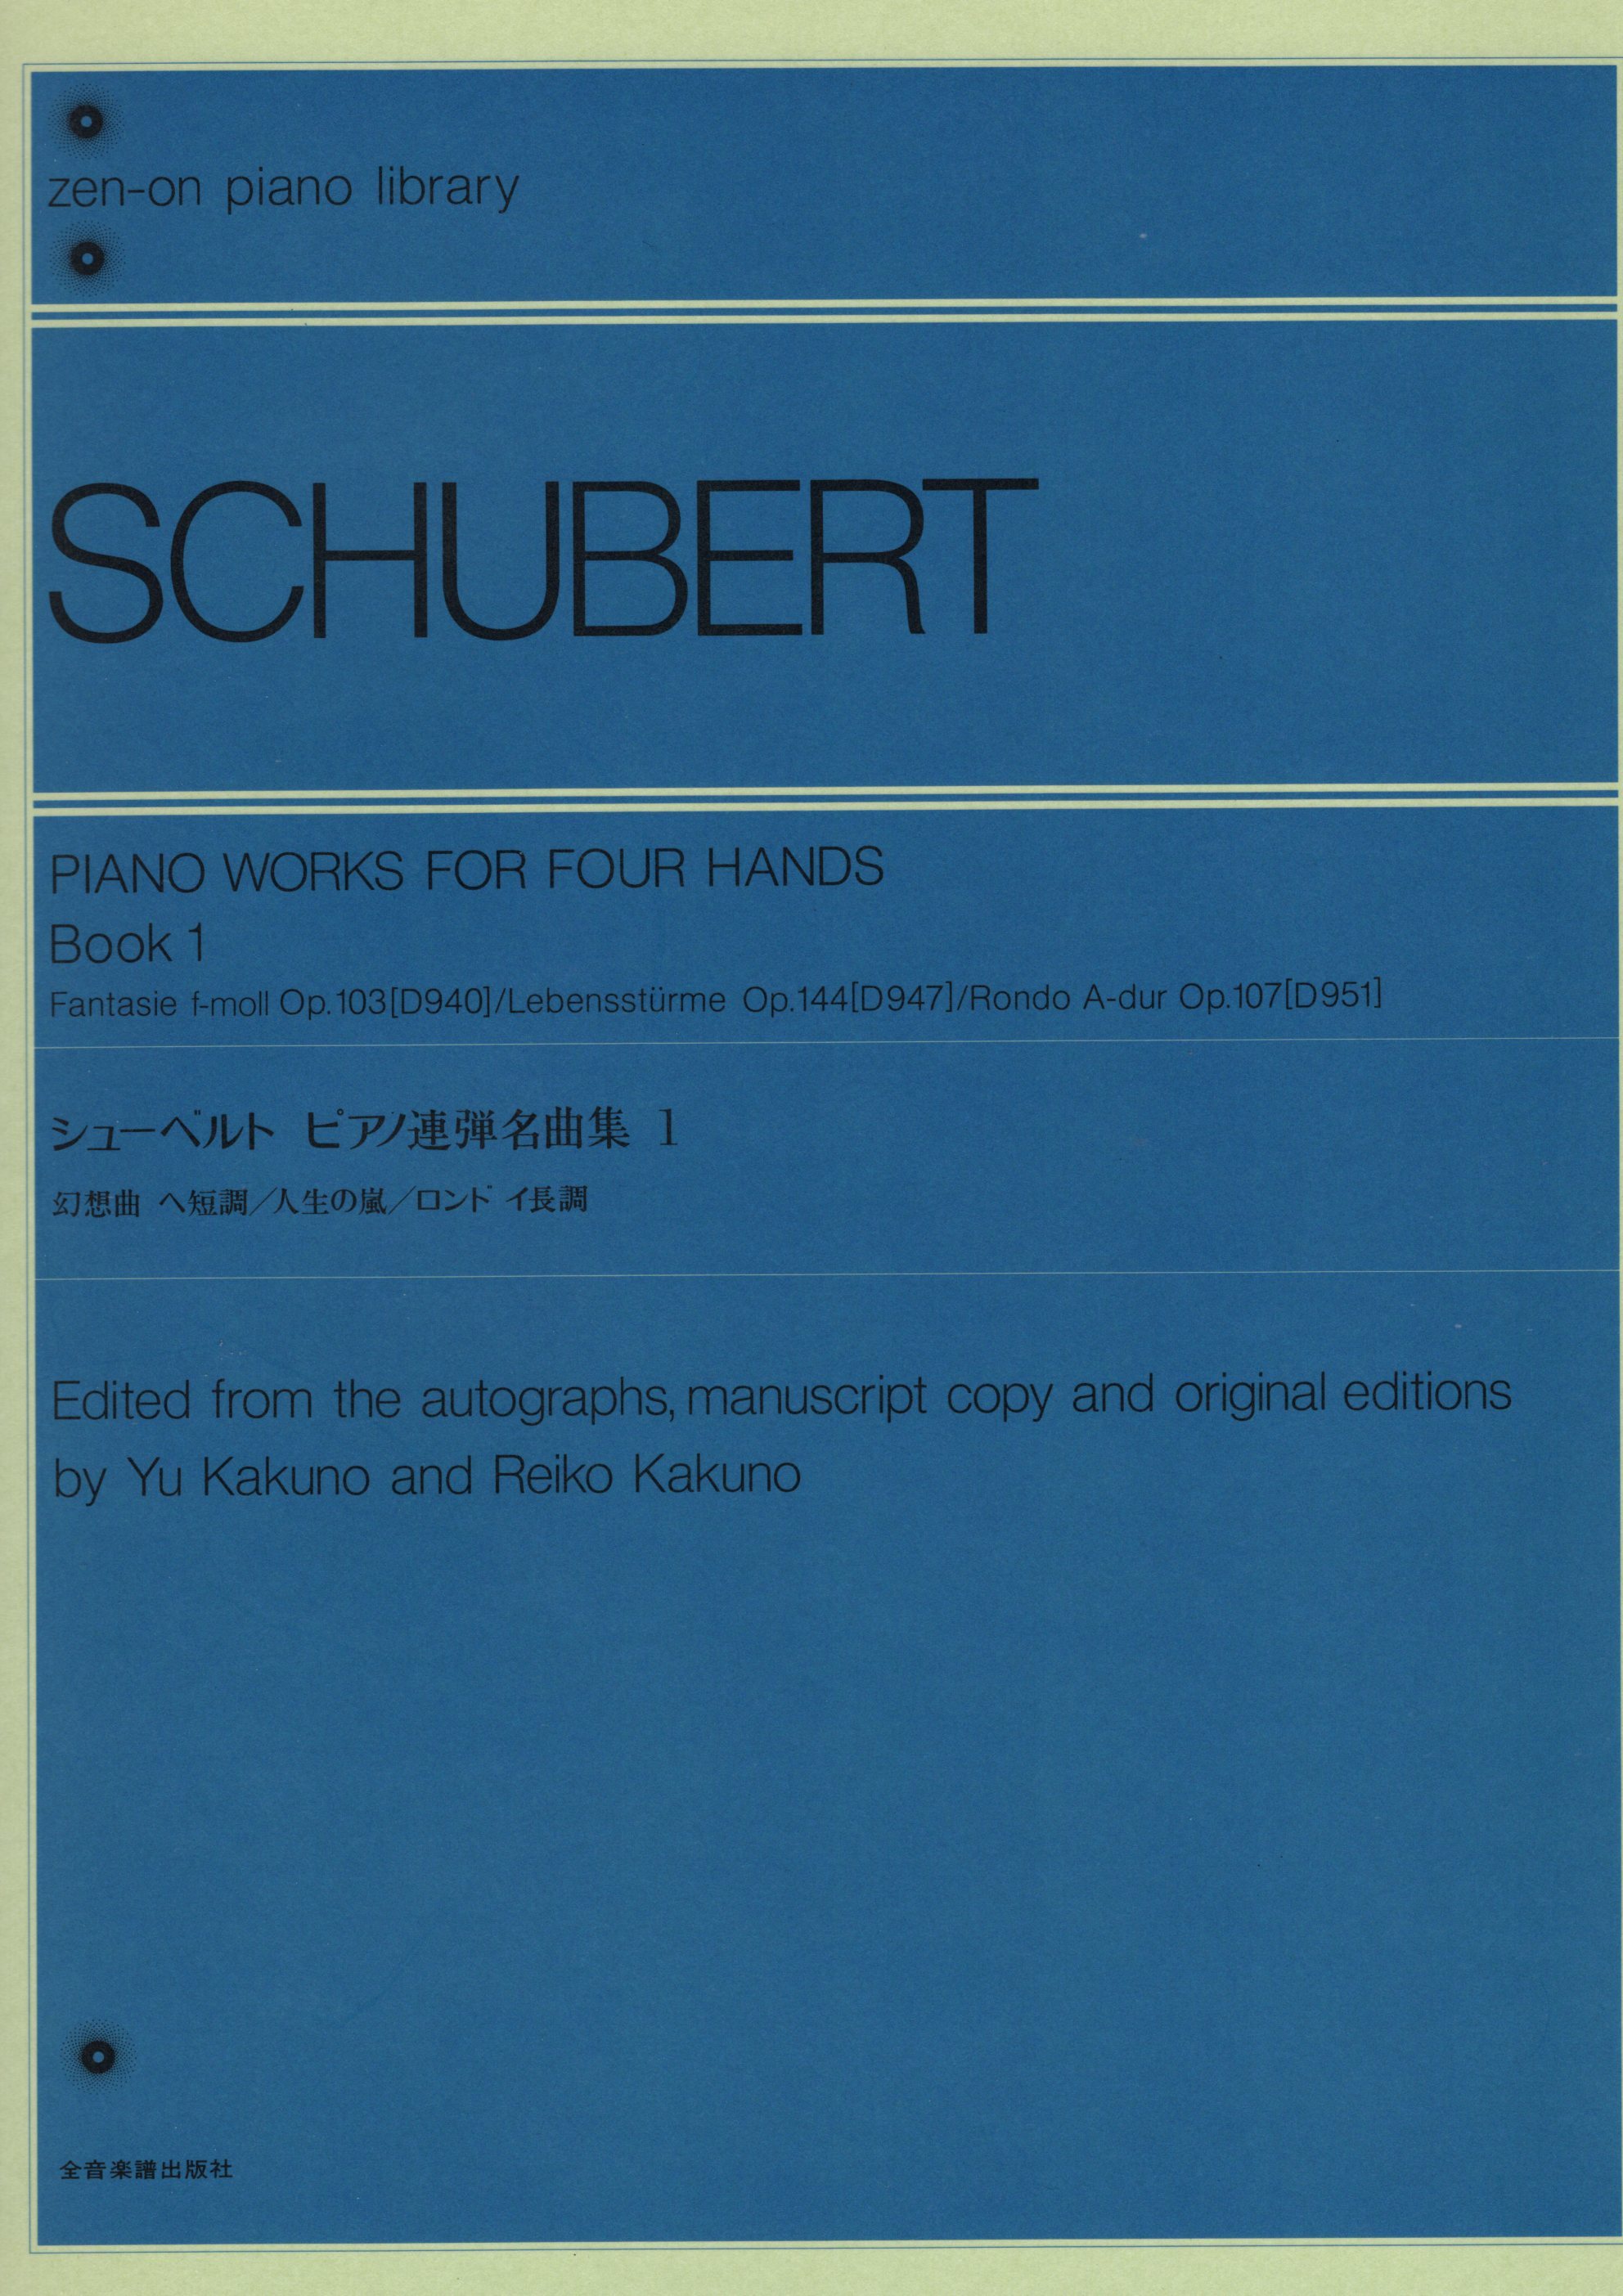 zen-on piano library
SCHUBERT
PIANO WORKS FOR FOUR HANDS
Book 1
Fantasie f-moll Op.103[D940]/Lebensstürme Op.144[D947]/Rondo A-dur Op.107[D951]
シューベルト ピアノ連弾名曲集 1
幻想曲 ヘ短調／人生の嵐／ロンド イ長調
Edited from the autographs, manuscript copy and original editions
by Yu Kakuno and Reiko Kakuno
全音楽譜出版社